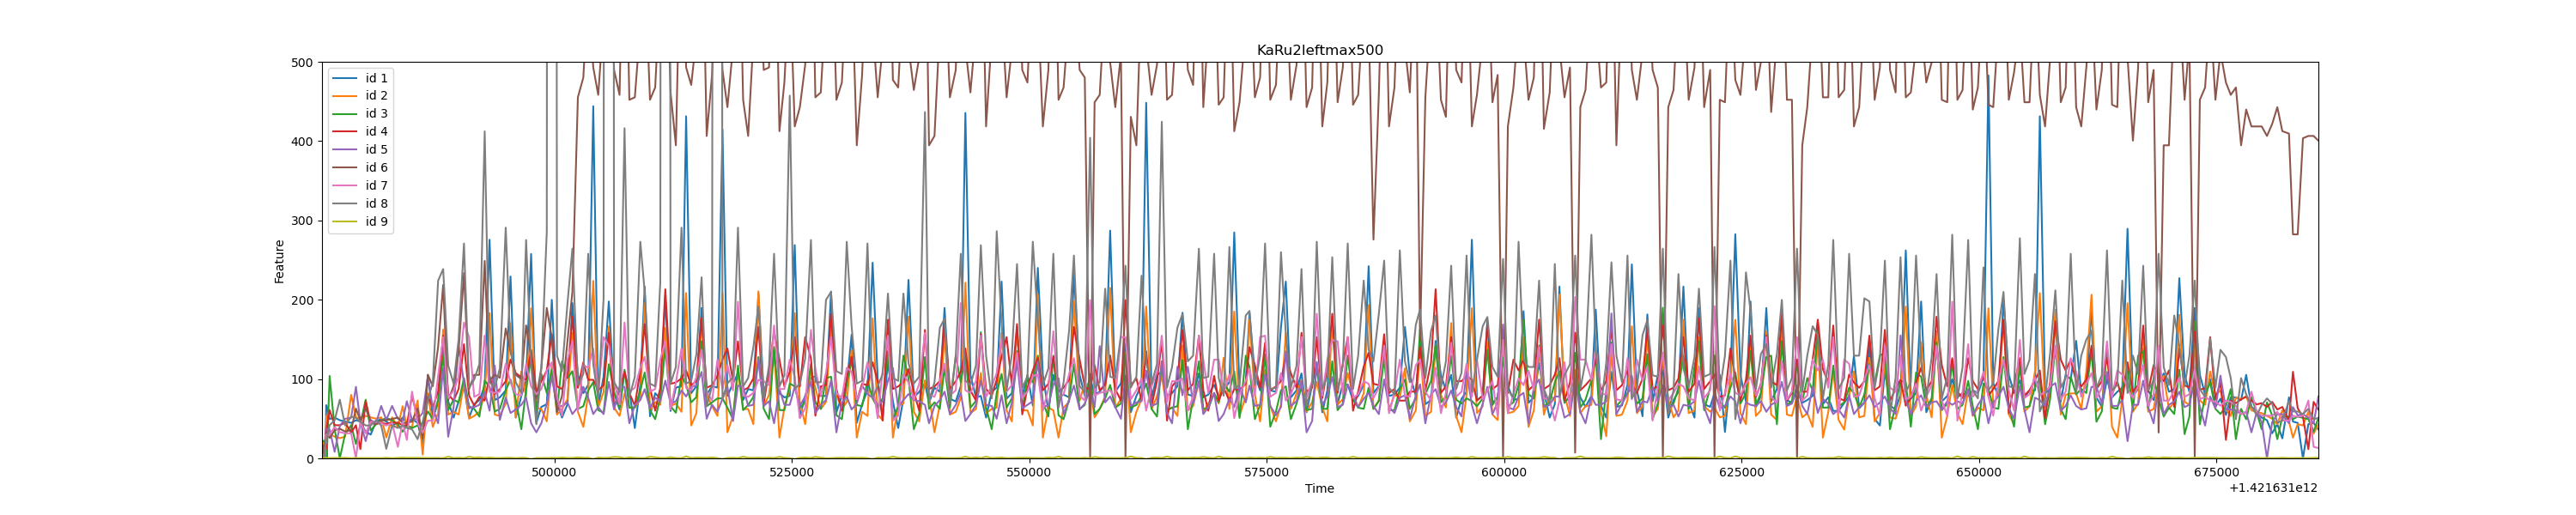 KaRu2leftmax500
500
400
300
200
100
0
Feature
id 1
id 2
id 3
id 4
id 5
id 6
id 7
id 8
id 9
500000 525000 550000 575000 600000 625000 650000 675000
Time
+1.421631e12